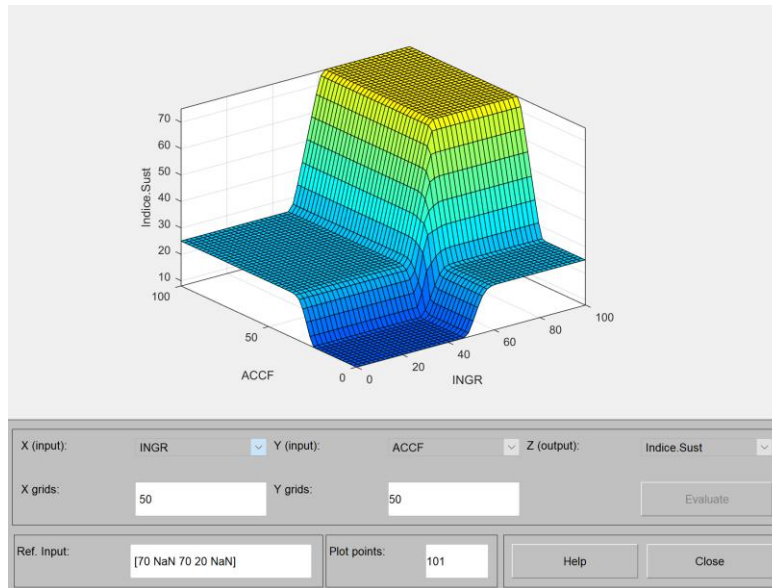 70
60
50
40
30
20
10
Indice.Sust
100
50
0
ACCF
0
20
40
60
80
100
INGR
X (input): INGR Y (input): ACCF Z (output): Indice.Sust
X grids: 50 Y grids: 50 Evaluate
Ref. Input: [70 NaN 70 20 NaN] Plot points: 101 Help Close